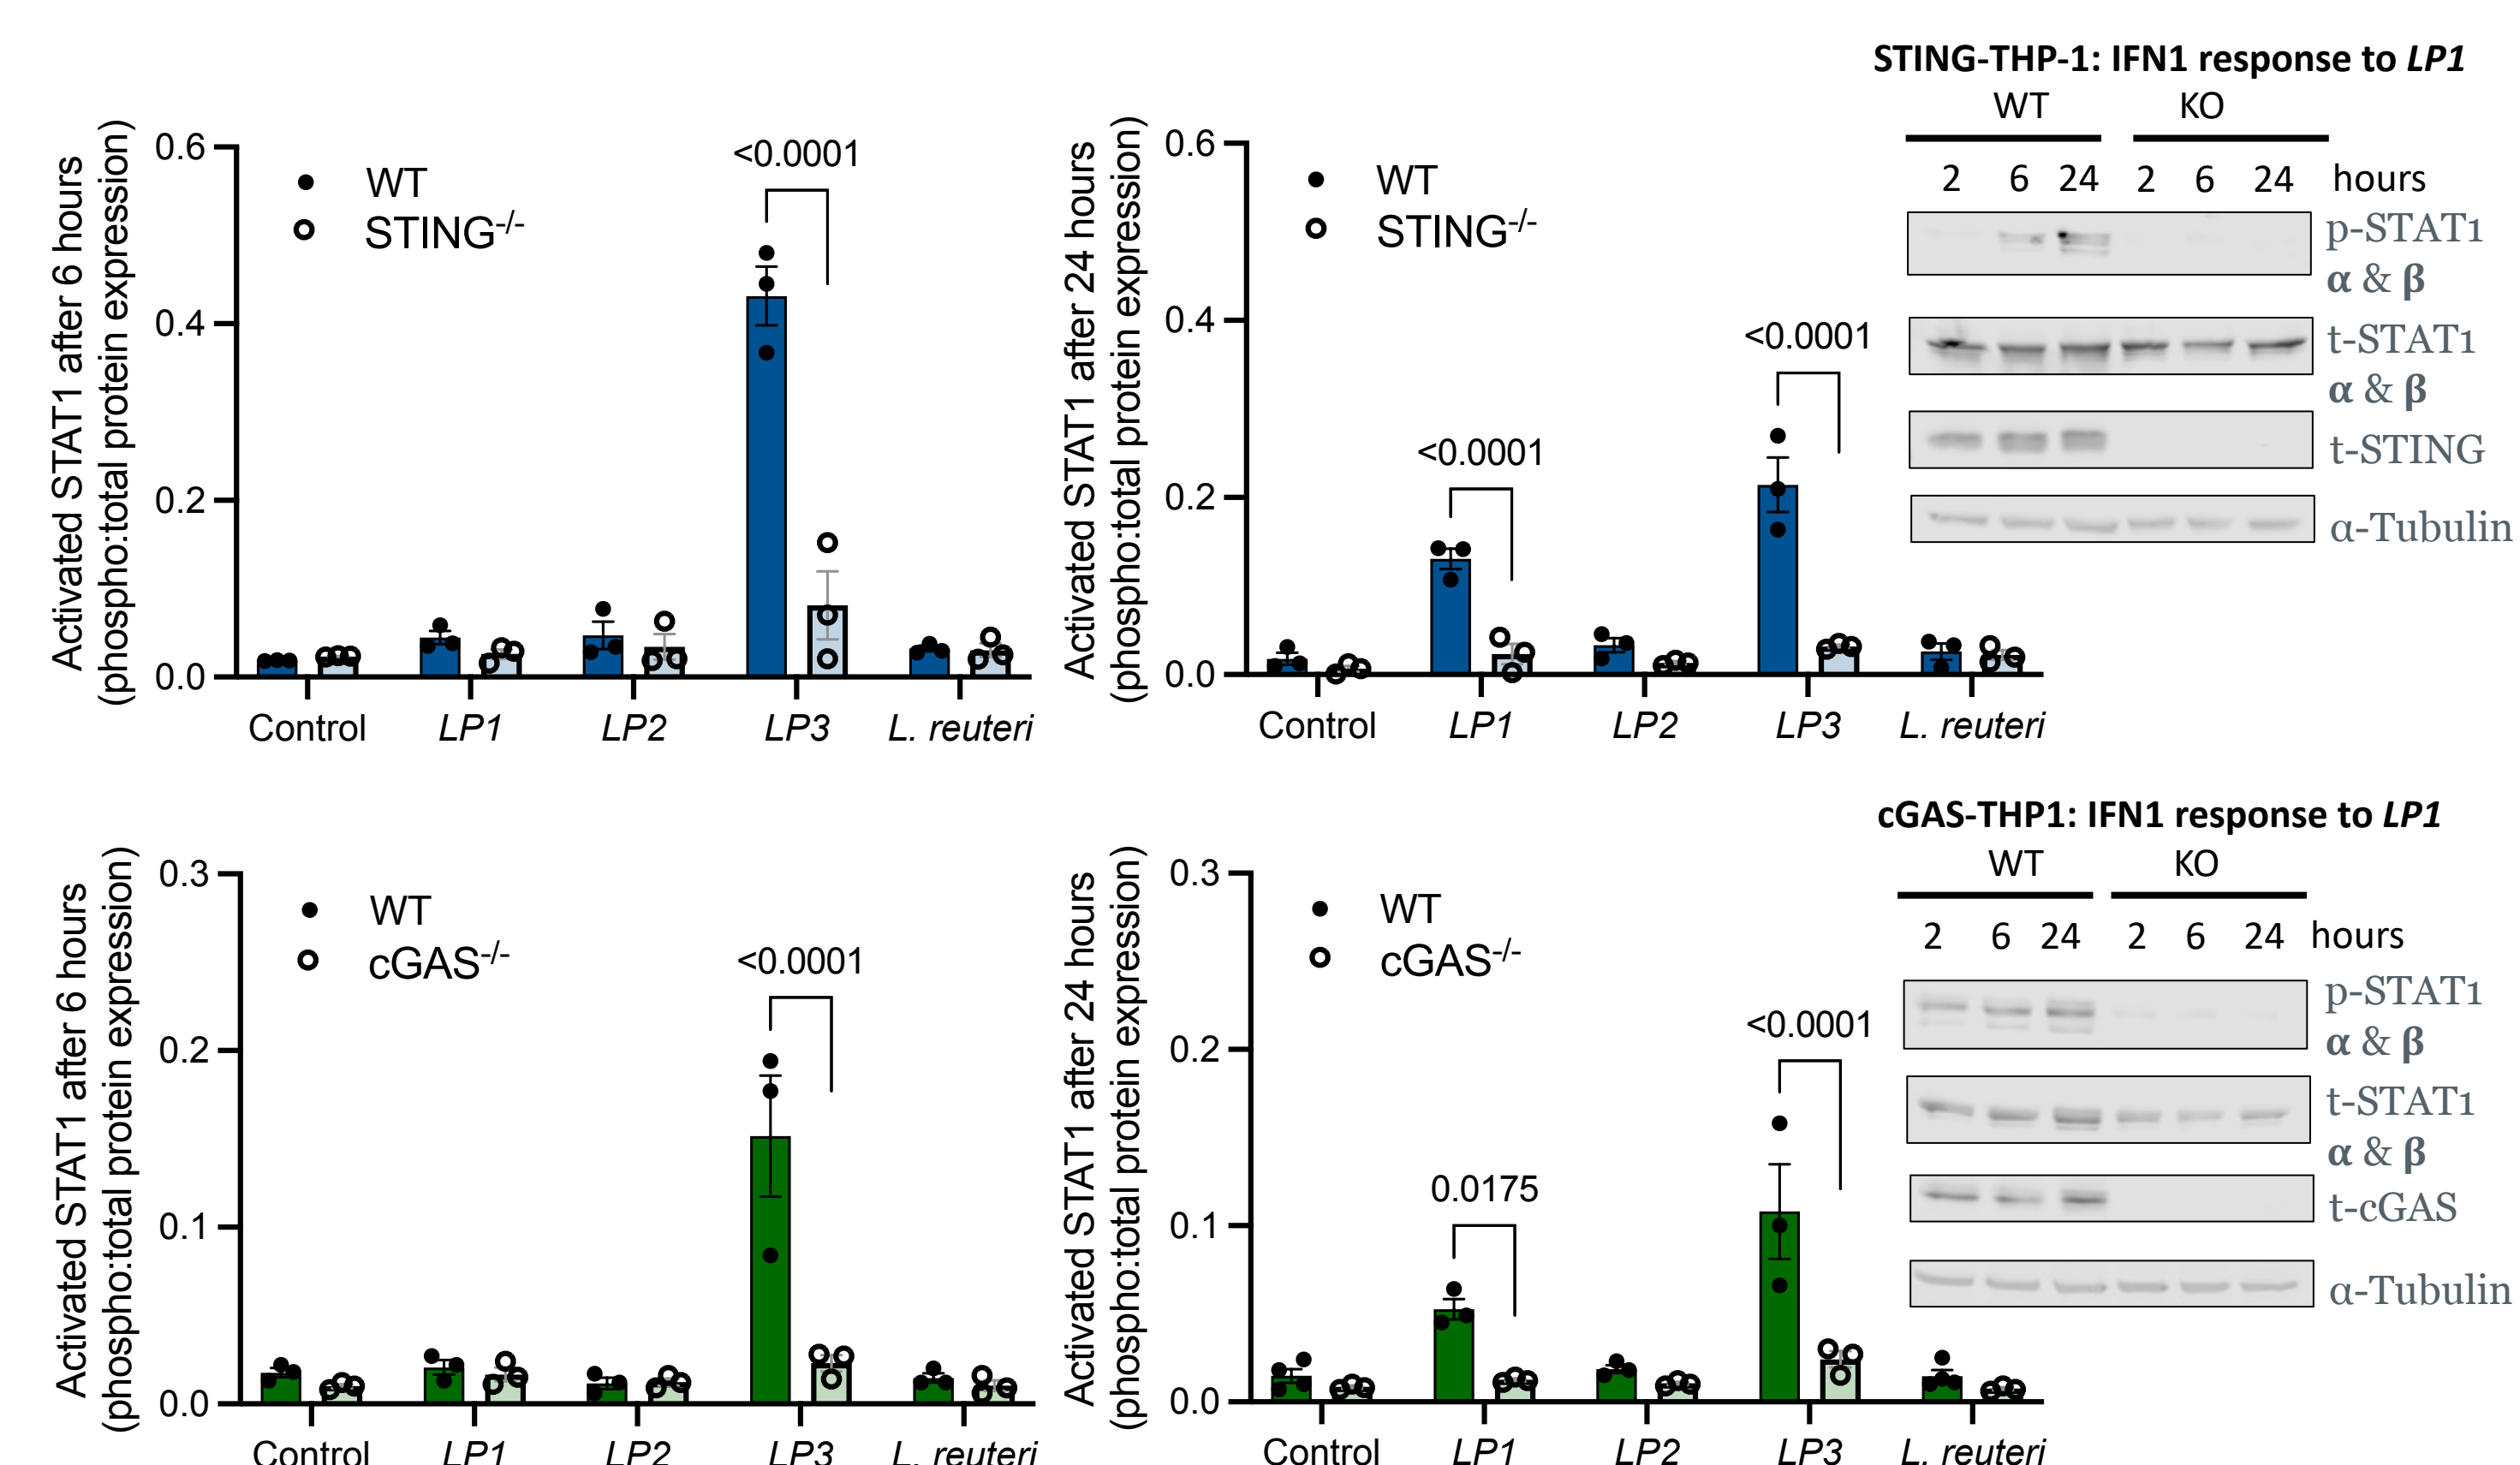 Activated STAT1 after 6 hours
(phospho:total protein expression)
0.6
0.4
0.2
0.0
WT
STING-/-
<0.0001
Control
LP1
LP2
LP3
L. reuteri
Activated STAT1 after 24 hours
(phospho:total protein expression)
0.6
0.4
0.2
0.0
WT
STING-/-
<0.0001
<0.0001
Control
LP1
LP2
LP3
L. reuteri
STING-THP-1: IFN1 response to LP1
WT KO
2 6 24 2 6 24 hours
p-STAT1
α & β
t-STAT1
α & β
t-STING
α-Tubulin
Activated STAT1 after 6 hours
(phospho:total protein expression)
0.3
0.2
0.1
0.0
WT
cGAS-/-
<0.0001
Control
LP1
LP2
LP3
L. reuteri
Activated STAT1 after 24 hours
(phospho:total protein expression)
0.3
0.2
0.1
0.0
WT
cGAS-/-
0.0175
<0.0001
Control
LP1
LP2
LP3
L. reuteri
cGAS-THP1: IFN1 response to LP1
WT KO
2 6 24 2 6 24 hours
p-STAT1
α & β
t-STAT1
α & β
t-cGAS
α-Tubulin